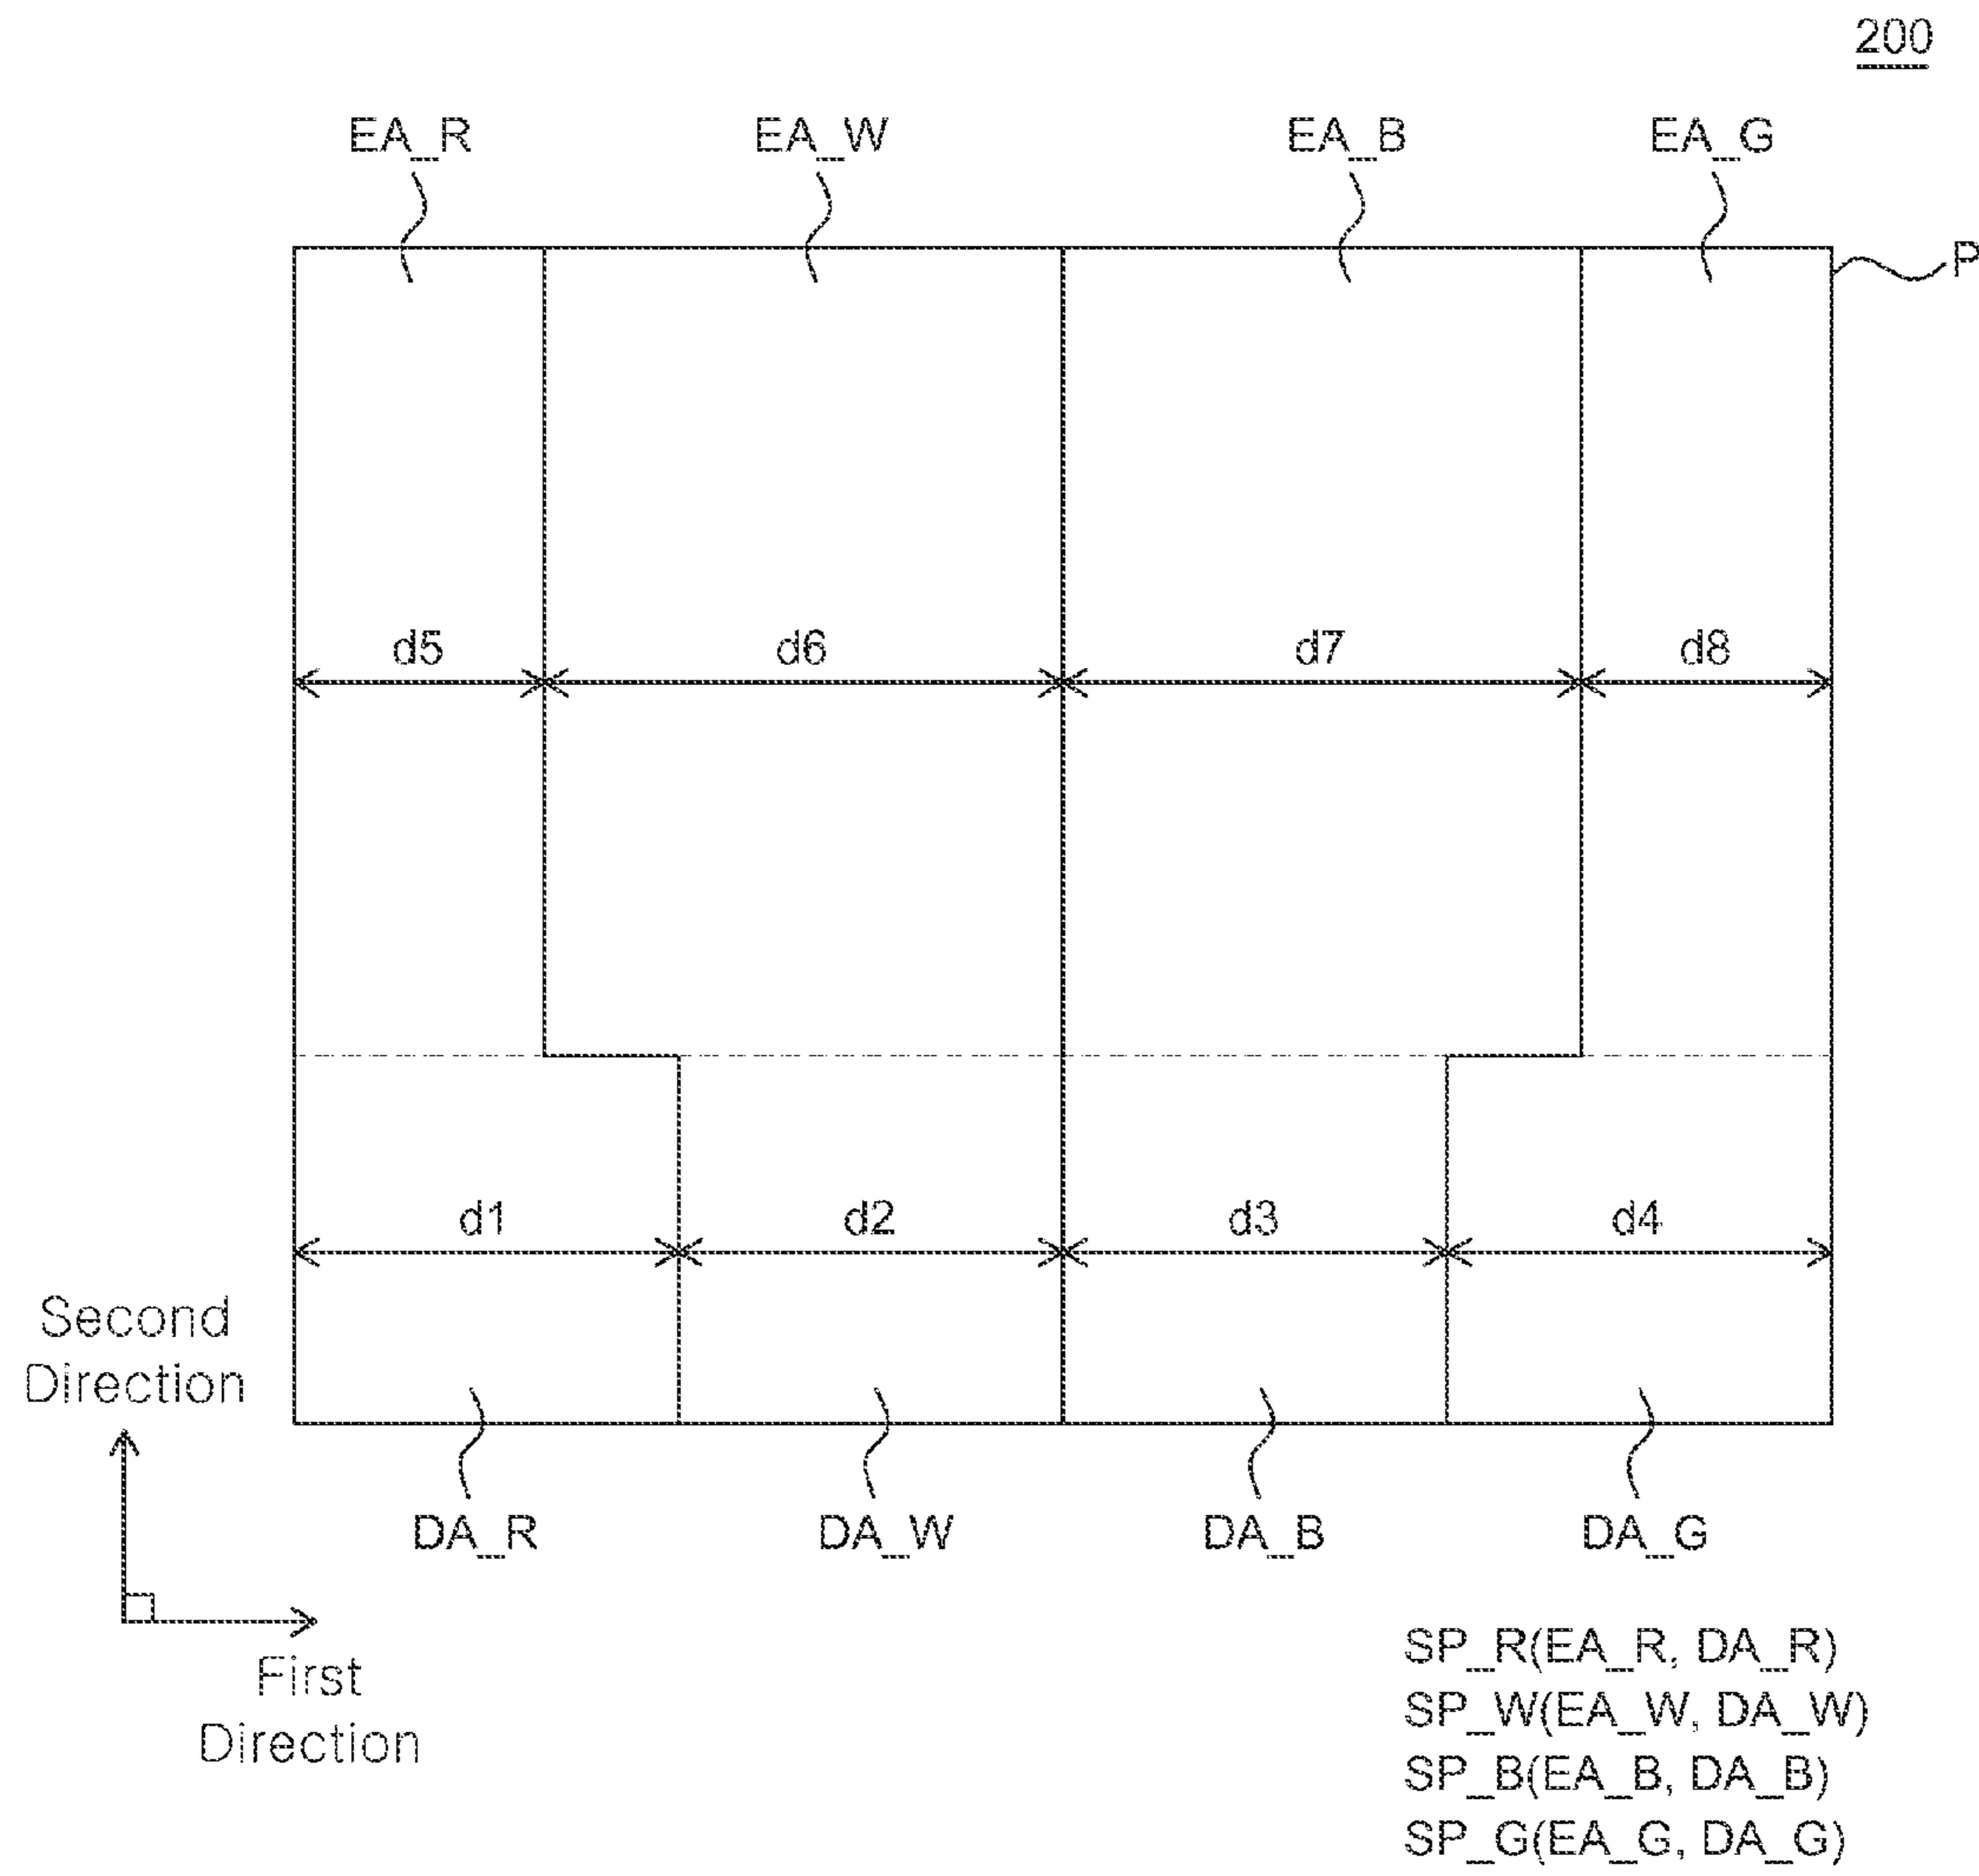 200
EA_R
EA_W
EA_B
EA_G
P
d5
d6
d7
d8
d1
d2
d3
d4
Second
Direction
First
Direction
DA_R
DA_W
DA_B
DA_G
SP_R(EA_R, DA_R)
SP_W(EA_W, DA_W)
SP_B(EA_B, DA_B)
SP_G(EA_G, DA_G)